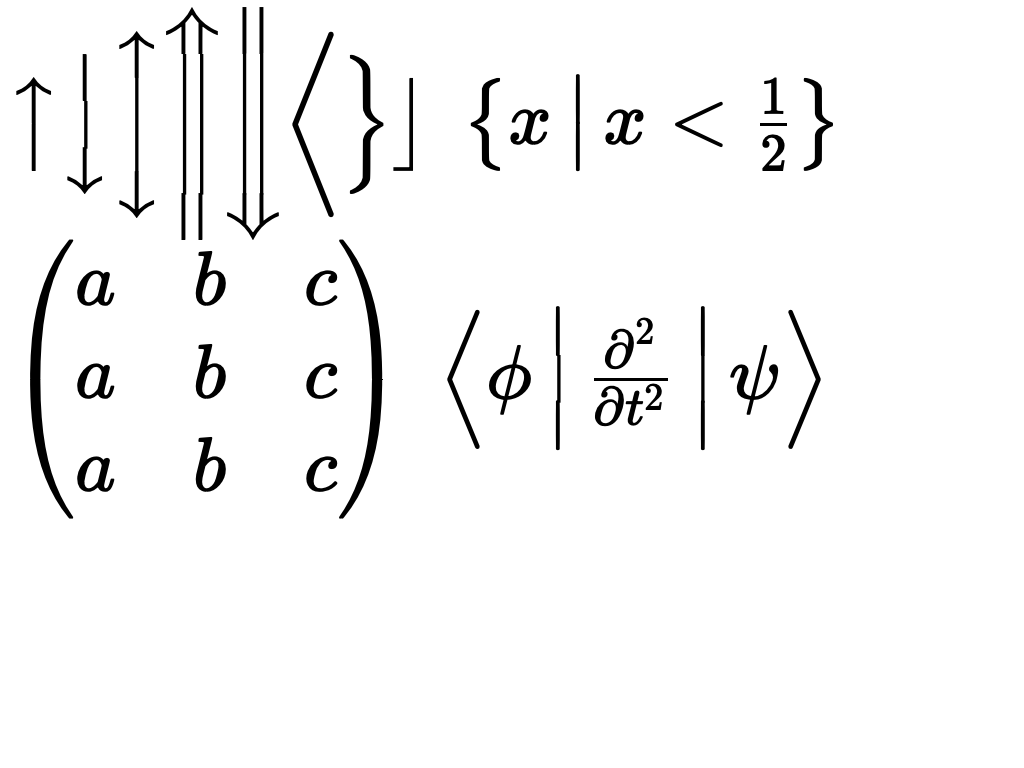 ↑ ↓ ↕ ⇑ ⇓ ⟨ } ⌋ {x | x < 1/2}
(a b c
a b c
a b c) ⟨ϕ | ∂²/∂t² | ψ⟩